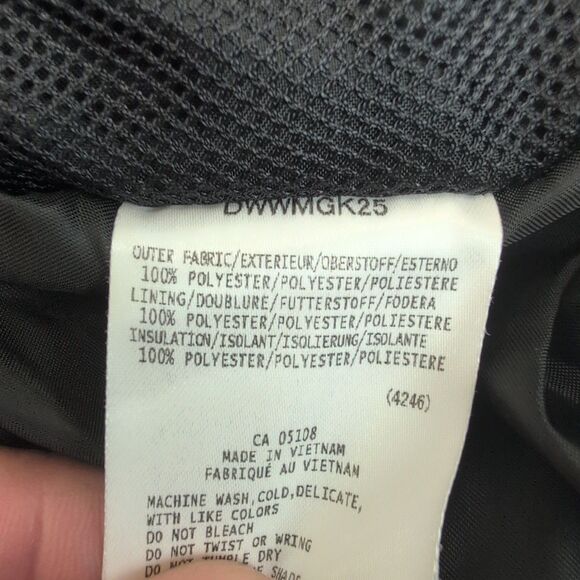 DWWMGK25
OUTER FABRIC/EXTERIEUR/OBERSTOFF/ESTERNO
100% POLYESTER/POLYESTER/POLIESTERE
LINING/DOUBLURE/FUTTERSTOFF/FODERA
100% POLYESTER/POLYESTER/POLIESTERE
INSULATION/ISOLANT/ISOLIERUNG/ISOLANTE
100% POLYESTER/POLYESTER/POLIESTERE
(4246)
CA 05108
MADE IN VIETNAM
FABRIQUÉ AU VIETNAM
MACHINE WASH,COLD,DELICATE,
WITH LIKE COLORS
DO NOT BLEACH
DO NOT TWIST OR WRING
DO NOT TUMBLE DRY
SHADE